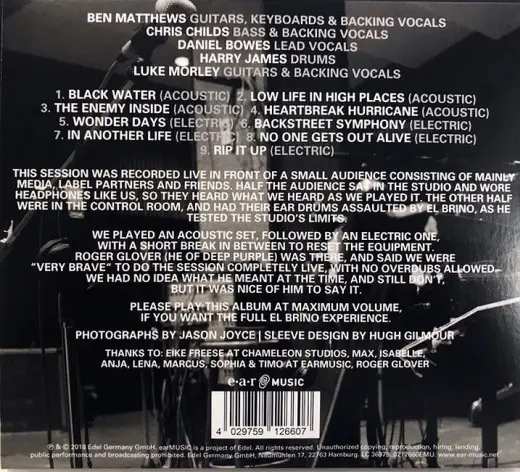 BEN MATTHEWS GUITARS, KEYBOARDS & BACKING VOCALS
CHRIS CHILDS BASS & BACKING VOCALS
DANIEL BOWES LEAD VOCALS
HARRY JAMES DRUMS
LUKE MORLEY GUITARS & BACKING VOCALS
1. BLACK WATER (ACOUSTIC) 2. LOW LIFE IN HIGH PLACES (ACOUSTIC)
3. THE ENEMY INSIDE (ACOUSTIC) 4. HEARTBREAK HURRICANE (ACOUSTIC)
5. WONDER DAYS (ELECTRIC) 6. BACKSTREET SYMPHONY (ELECTRIC)
7. IN ANOTHER LIFE (ELECTRIC) 8. NO ONE GETS OUT ALIVE (ELECTRIC)
9. RIP IT UP (ELECTRIC)
THIS SESSION WAS RECORDED LIVE IN FRONT OF A SMALL AUDIENCE CONSISTING OF MAINLY
MEDIA, LABEL PARTNERS AND FRIENDS. HALF THE AUDIENCE SAT IN THE STUDIO AND WORE
HEADPHONES LIKE US, SO THEY HEARD WHAT WE HEARD AS WE PLAYED IT. THE OTHER HALF
WERE IN THE CONTROL ROOM, AND HAD THEIR EAR DRUMS ASSAULTED BY EL BRINO, AS HE
TESTED THE STUDIO'S LIMITS.
WE PLAYED AN ACOUSTIC SET, FOLLOWED BY AN ELECTRIC ONE,
WITH A SHORT BREAK IN BETWEEN TO RESET THE EQUIPMENT.
ROGER GLOVER (HE OF DEEP PURPLE) WAS THERE, AND SAID WE WERE
"VERY BRAVE" TO DO THE SESSION COMPLETELY LIVE, WITH NO OVERDUBS ALLOWED.
WE HAD NO IDEA WHAT HE MEANT AT THE TIME, AND STILL DON'T,
BUT IT WAS NICE OF HIM TO SAY IT.
PLEASE PLAY THIS ALBUM AT MAXIMUM VOLUME,
IF YOU WANT THE FULL EL BRINO EXPERIENCE.
PHOTOGRAPHS BY JASON JOYCE | SLEEVE DESIGN BY HUGH GILMOUR
THANKS TO: EIKE FREESE AT CHAMELEON STUDIOS, MAX, ISABELLE,
ANJA, LENA, MARCUS, SOPHIA & TIMO AT EARMUSIC, ROGER GLOVER
e·a·r MUSIC
4 029759 126607
℗ & © 2018 Edel Germany GmbH. earMUSIC is a project of Edel. All rights reserved. Unauthorized copying, reproduction, hiring, lending,
public performance and broadcasting prohibited. Edel Germany GmbH, Neumühlen 17, 22763 Hamburg. LC 36975. 0212660EMU. www.ear-music.net